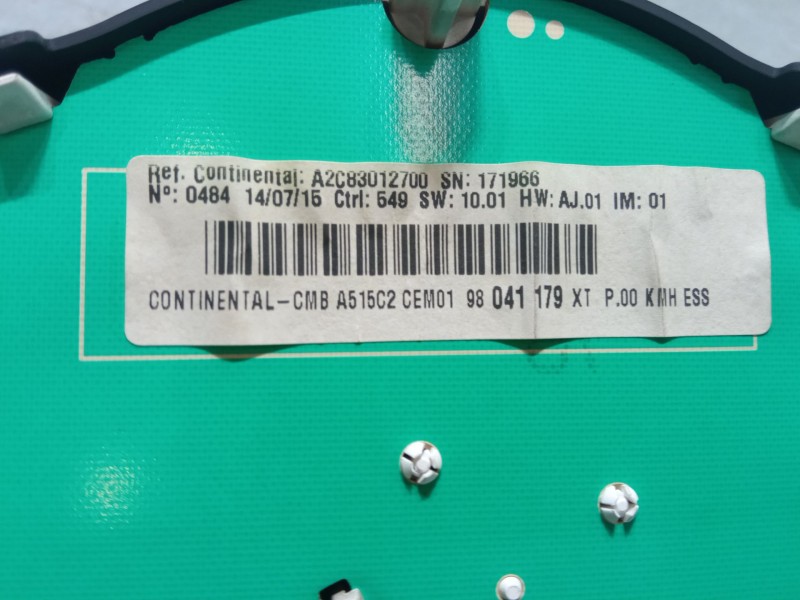 Ref. Continental: A2C83012700 SN: 171966
Nº: 0484 14/07/15 Ctrl: 549 SW: 10.01 HW: AJ.01 IM: 01
CONTINENTAL-CMB A515C2 CEM01 98 041 179 XT P.00 KMH ESS